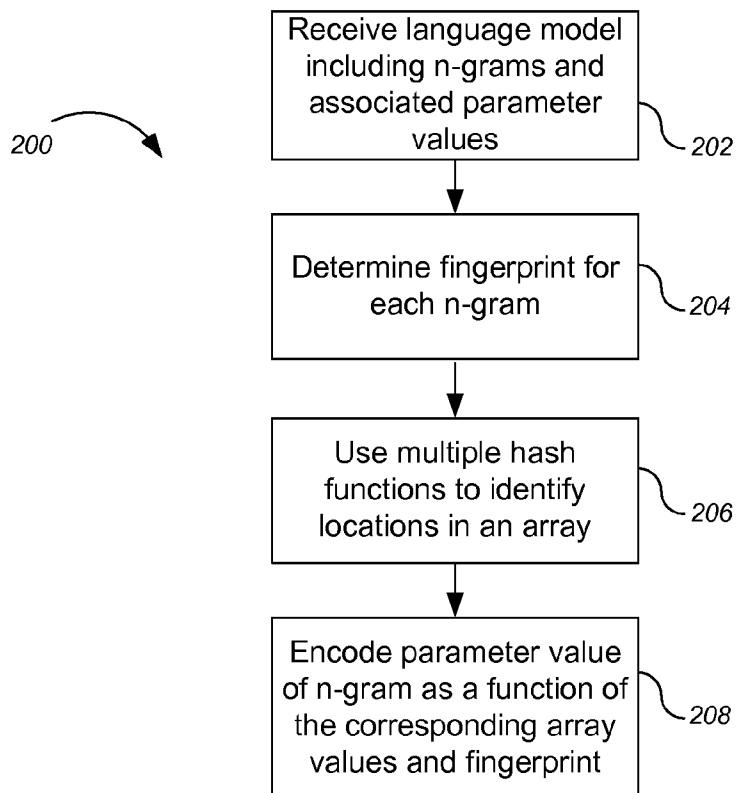 Receive language model
including n-grams and
associated parameter
values
200
202
Determine fingerprint for
each n-gram
204
Use multiple hash
functions to identify
locations in an array
206
Encode parameter value
of n-gram as a function of
the corresponding array
values and fingerprint
208